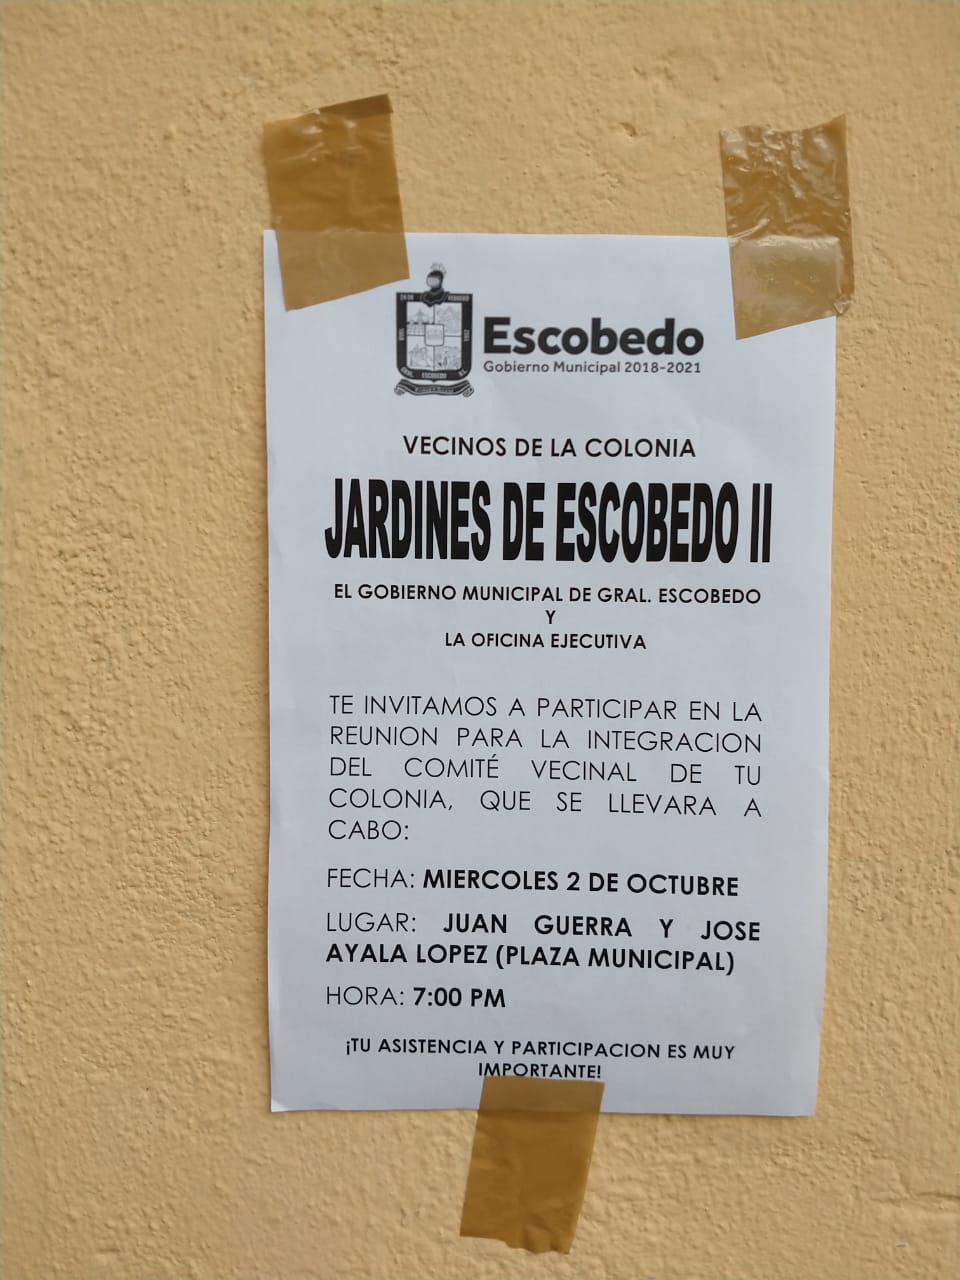 Escobedo
Gobierno Municipal 2018-2021
VECINOS DE LA COLONIA
JARDINES DE ESCOBEDO II
EL GOBIERNO MUNICIPAL DE GRAL. ESCOBEDO
Y
LA OFICINA EJECUTIVA
TE INVITAMOS A PARTICIPAR EN LA
REUNION PARA LA INTEGRACION
DEL COMITÉ VECINAL DE TU
COLONIA, QUE SE LLEVARA A
CABO:
FECHA: MIERCOLES 2 DE OCTUBRE
LUGAR: JUAN GUERRA Y JOSE
AYALA LOPEZ (PLAZA MUNICIPAL)
HORA: 7:00 PM
¡TU ASISTENCIA Y PARTICIPACION ES MUY
IMPORTANTE!